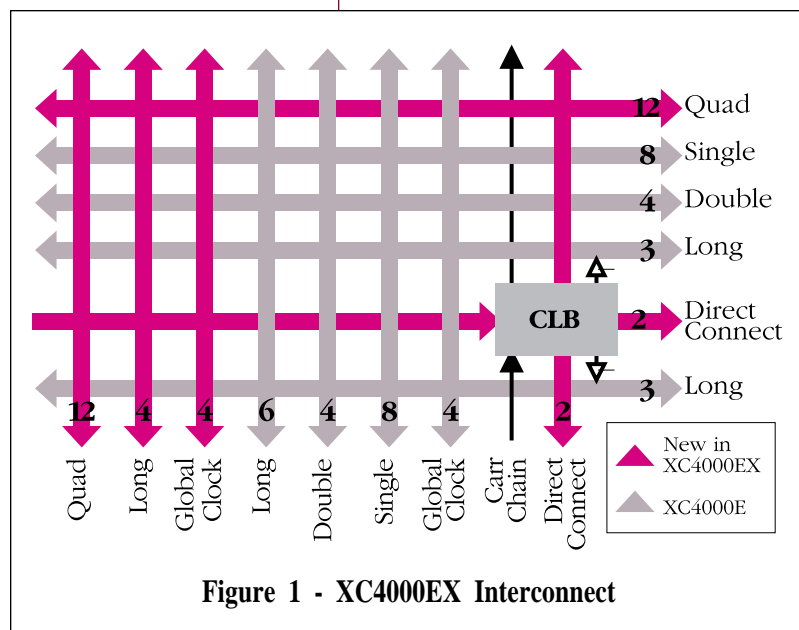 12 Quad
8 Single
4 Double
3 Long
CLB
2 Direct
Connect
3 Long
12 4 4 6 4 8 4 2
Quad
Long
Global
Clock
Long
Double
Single
Global
Clock
Carr
Chain
Direct
Connect
New in
XC4000EX
XC4000E
Figure 1 - XC4000EX Interconnect